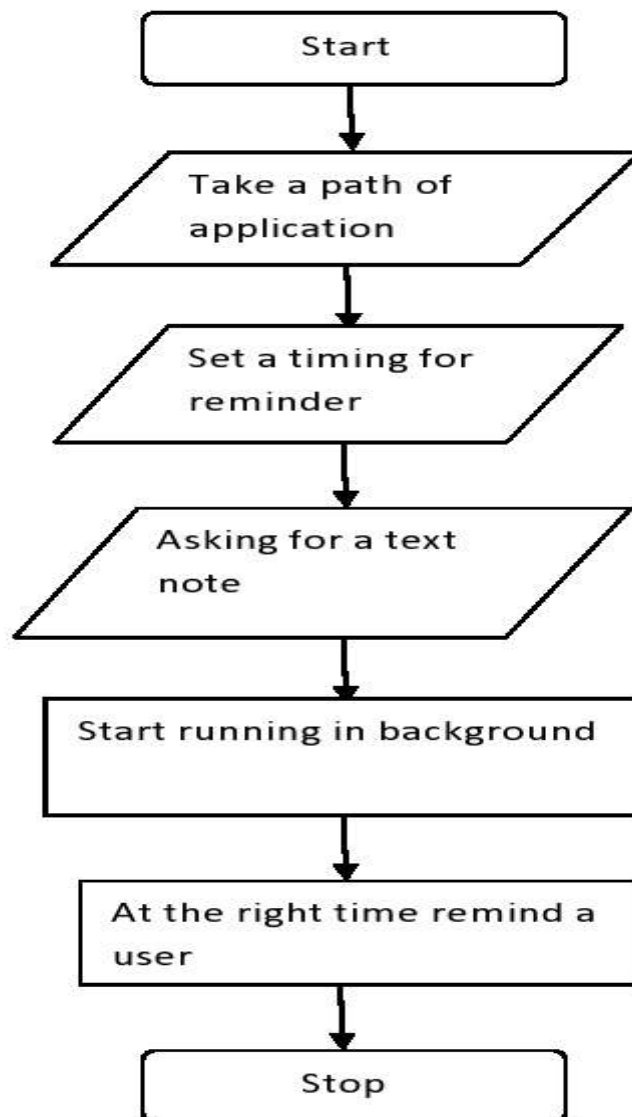 Start
Take a path of
application
Set a timing for
reminder
Asking for a text
note
Start running in background
At the right time remind a
user
Stop